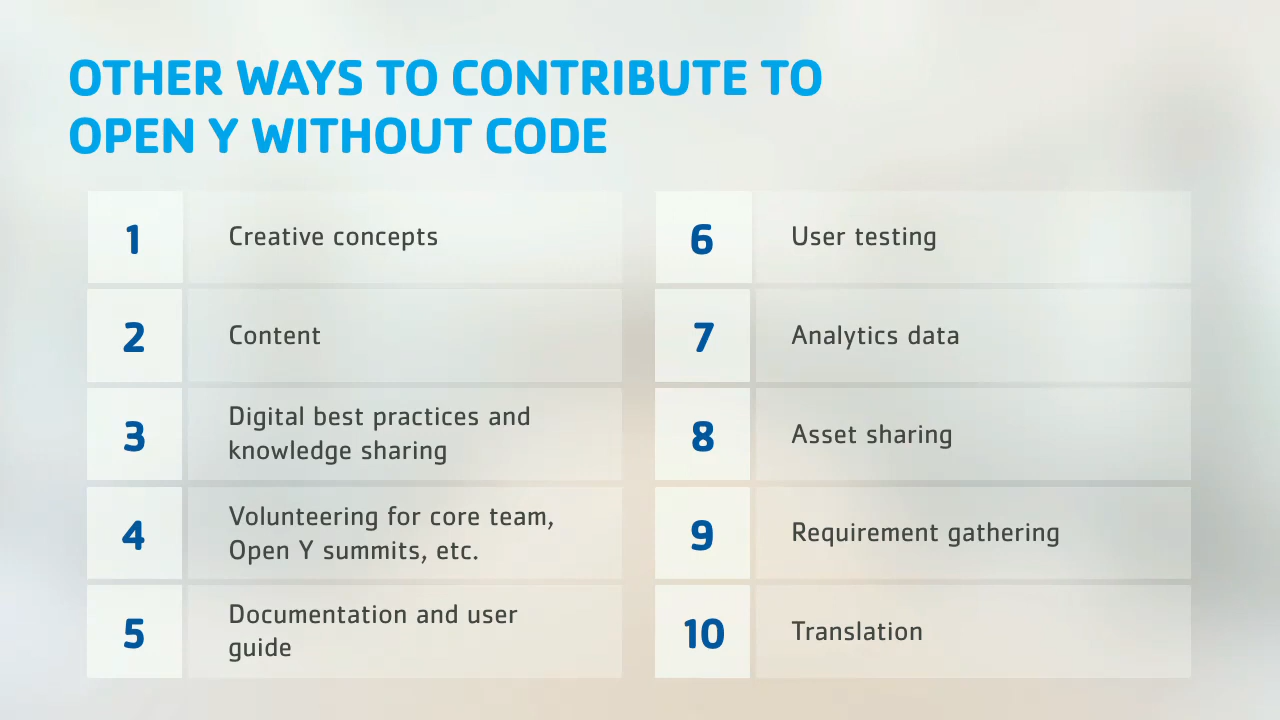 OTHER WAYS TO CONTRIBUTE TO
OPEN Y WITHOUT CODE
1
Creative concepts
2
Content
3
Digital best practices and
knowledge sharing
4
Volunteering for core team,
Open Y summits, etc.
5
Documentation and user
guide
6
User testing
7
Analytics data
8
Asset sharing
9
Requirement gathering
10
Translation